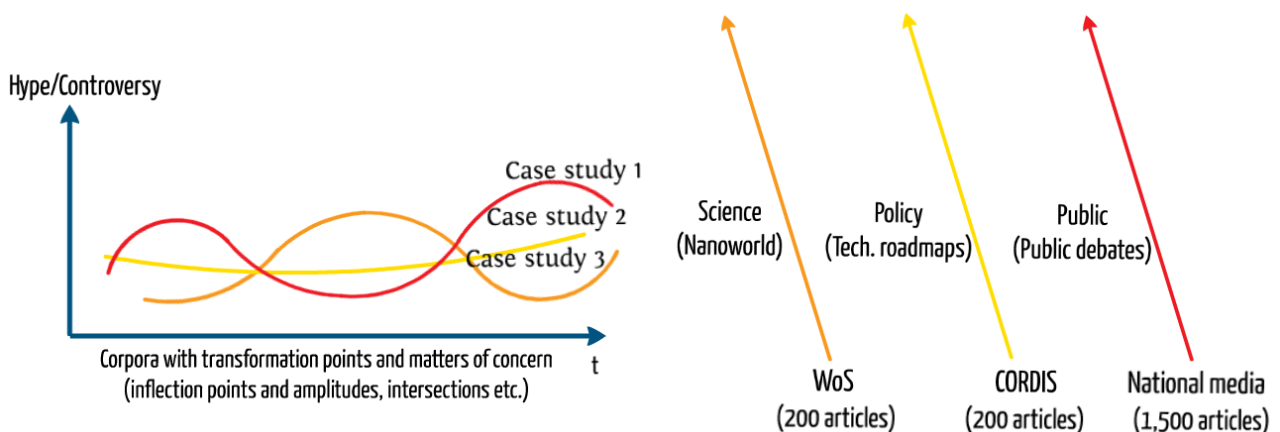 Hype/Controversy
Case study 1
Case study 2
Case study 3
t
Corpora with transformation points and matters of concern
(inflection points and amplitudes, intersections etc.)
Science
(Nanoworld)
Policy
(Tech. roadmaps)
Public
(Public debates)
WoS
(200 articles)
CORDIS
(200 articles)
National media
(1,500 articles)